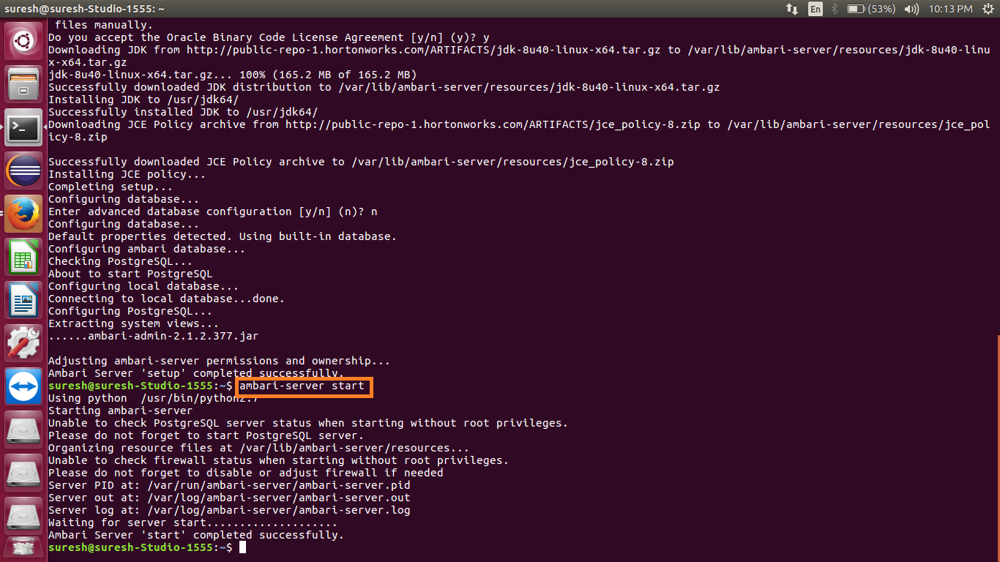 suresh@suresh-Studio-1555: ~
En
(53%)
10:13 PM
files manually.
Do you accept the Oracle Binary Code License Agreement [y/n] (y)? y
Downloading JDK from http://public-repo-1.hortonworks.com/ARTIFACTS/jdk-8u40-linux-x64.tar.gz to /var/lib/ambari-server/resources/jdk-8u40-linu
x-x64.tar.gz
jdk-8u40-linux-x64.tar.gz... 100% (165.2 MB of 165.2 MB)
Successfully downloaded JDK distribution to /var/lib/ambari-server/resources/jdk-8u40-linux-x64.tar.gz
Installing JDK to /usr/jdk64/
Successfully installed JDK to /usr/jdk64/
Downloading JCE Policy archive from http://public-repo-1.hortonworks.com/ARTIFACTS/jce_policy-8.zip to /var/lib/ambari-server/resources/jce_pol
icy-8.zip
Successfully downloaded JCE Policy archive to /var/lib/ambari-server/resources/jce_policy-8.zip
Installing JCE policy...
Completing setup...
Configuring database...
Enter advanced database configuration [y/n] (n)? n
Configuring database...
Default properties detected. Using built-in database.
Configuring ambari database...
Checking PostgreSQL...
About to start PostgreSQL
Configuring local database...
Connecting to local database...done.
Configuring PostgreSQL...
Extracting system views...
......ambari-admin-2.1.2.377.jar
Adjusting ambari-server permissions and ownership...
Ambari Server 'setup' completed successfully.
suresh@suresh-Studio-1555:~$ ambari-server start
Using python  /usr/bin/python2.7
Starting ambari-server
Unable to check PostgreSQL server status when starting without root privileges.
Please do not forget to start PostgreSQL server.
Organizing resource files at /var/lib/ambari-server/resources...
Unable to check firewall status when starting without root privileges.
Please do not forget to disable or adjust firewall if needed
Server PID at: /var/run/ambari-server/ambari-server.pid
Server out at: /var/log/ambari-server/ambari-server.out
Server log at: /var/log/ambari-server/ambari-server.log
Waiting for server start....................
Ambari Server 'start' completed successfully.
suresh@suresh-Studio-1555:~$